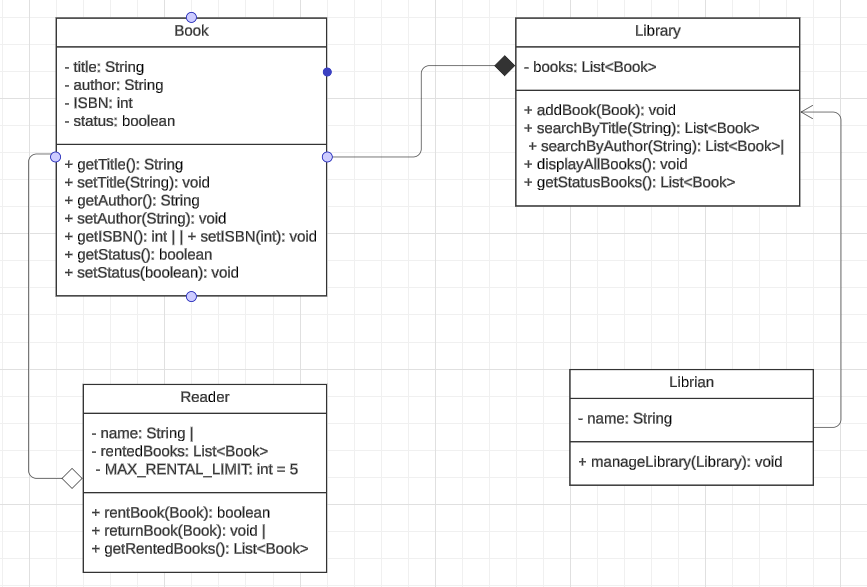 Book
- title: String
- author: String
- ISBN: int
- status: boolean
+ getTitle(): String
+ setTitle(String): void
+ getAuthor(): String
+ setAuthor(String): void
+ getISBN(): int | | + setISBN(int): void
+ getStatus(): boolean
+ setStatus(boolean): void
Library
- books: List<Book>
+ addBook(Book): void
+ searchByTitle(String): List<Book>
+ searchByAuthor(String): List<Book>|
+ displayAllBooks(): void
+ getStatusBooks(): List<Book>
Reader
- name: String |
- rentedBooks: List<Book>
- MAX_RENTAL_LIMIT: int = 5
+ rentBook(Book): boolean
+ returnBook(Book): void |
+ getRentedBooks(): List<Book>
Librian
- name: String
+ manageLibrary(Library): void